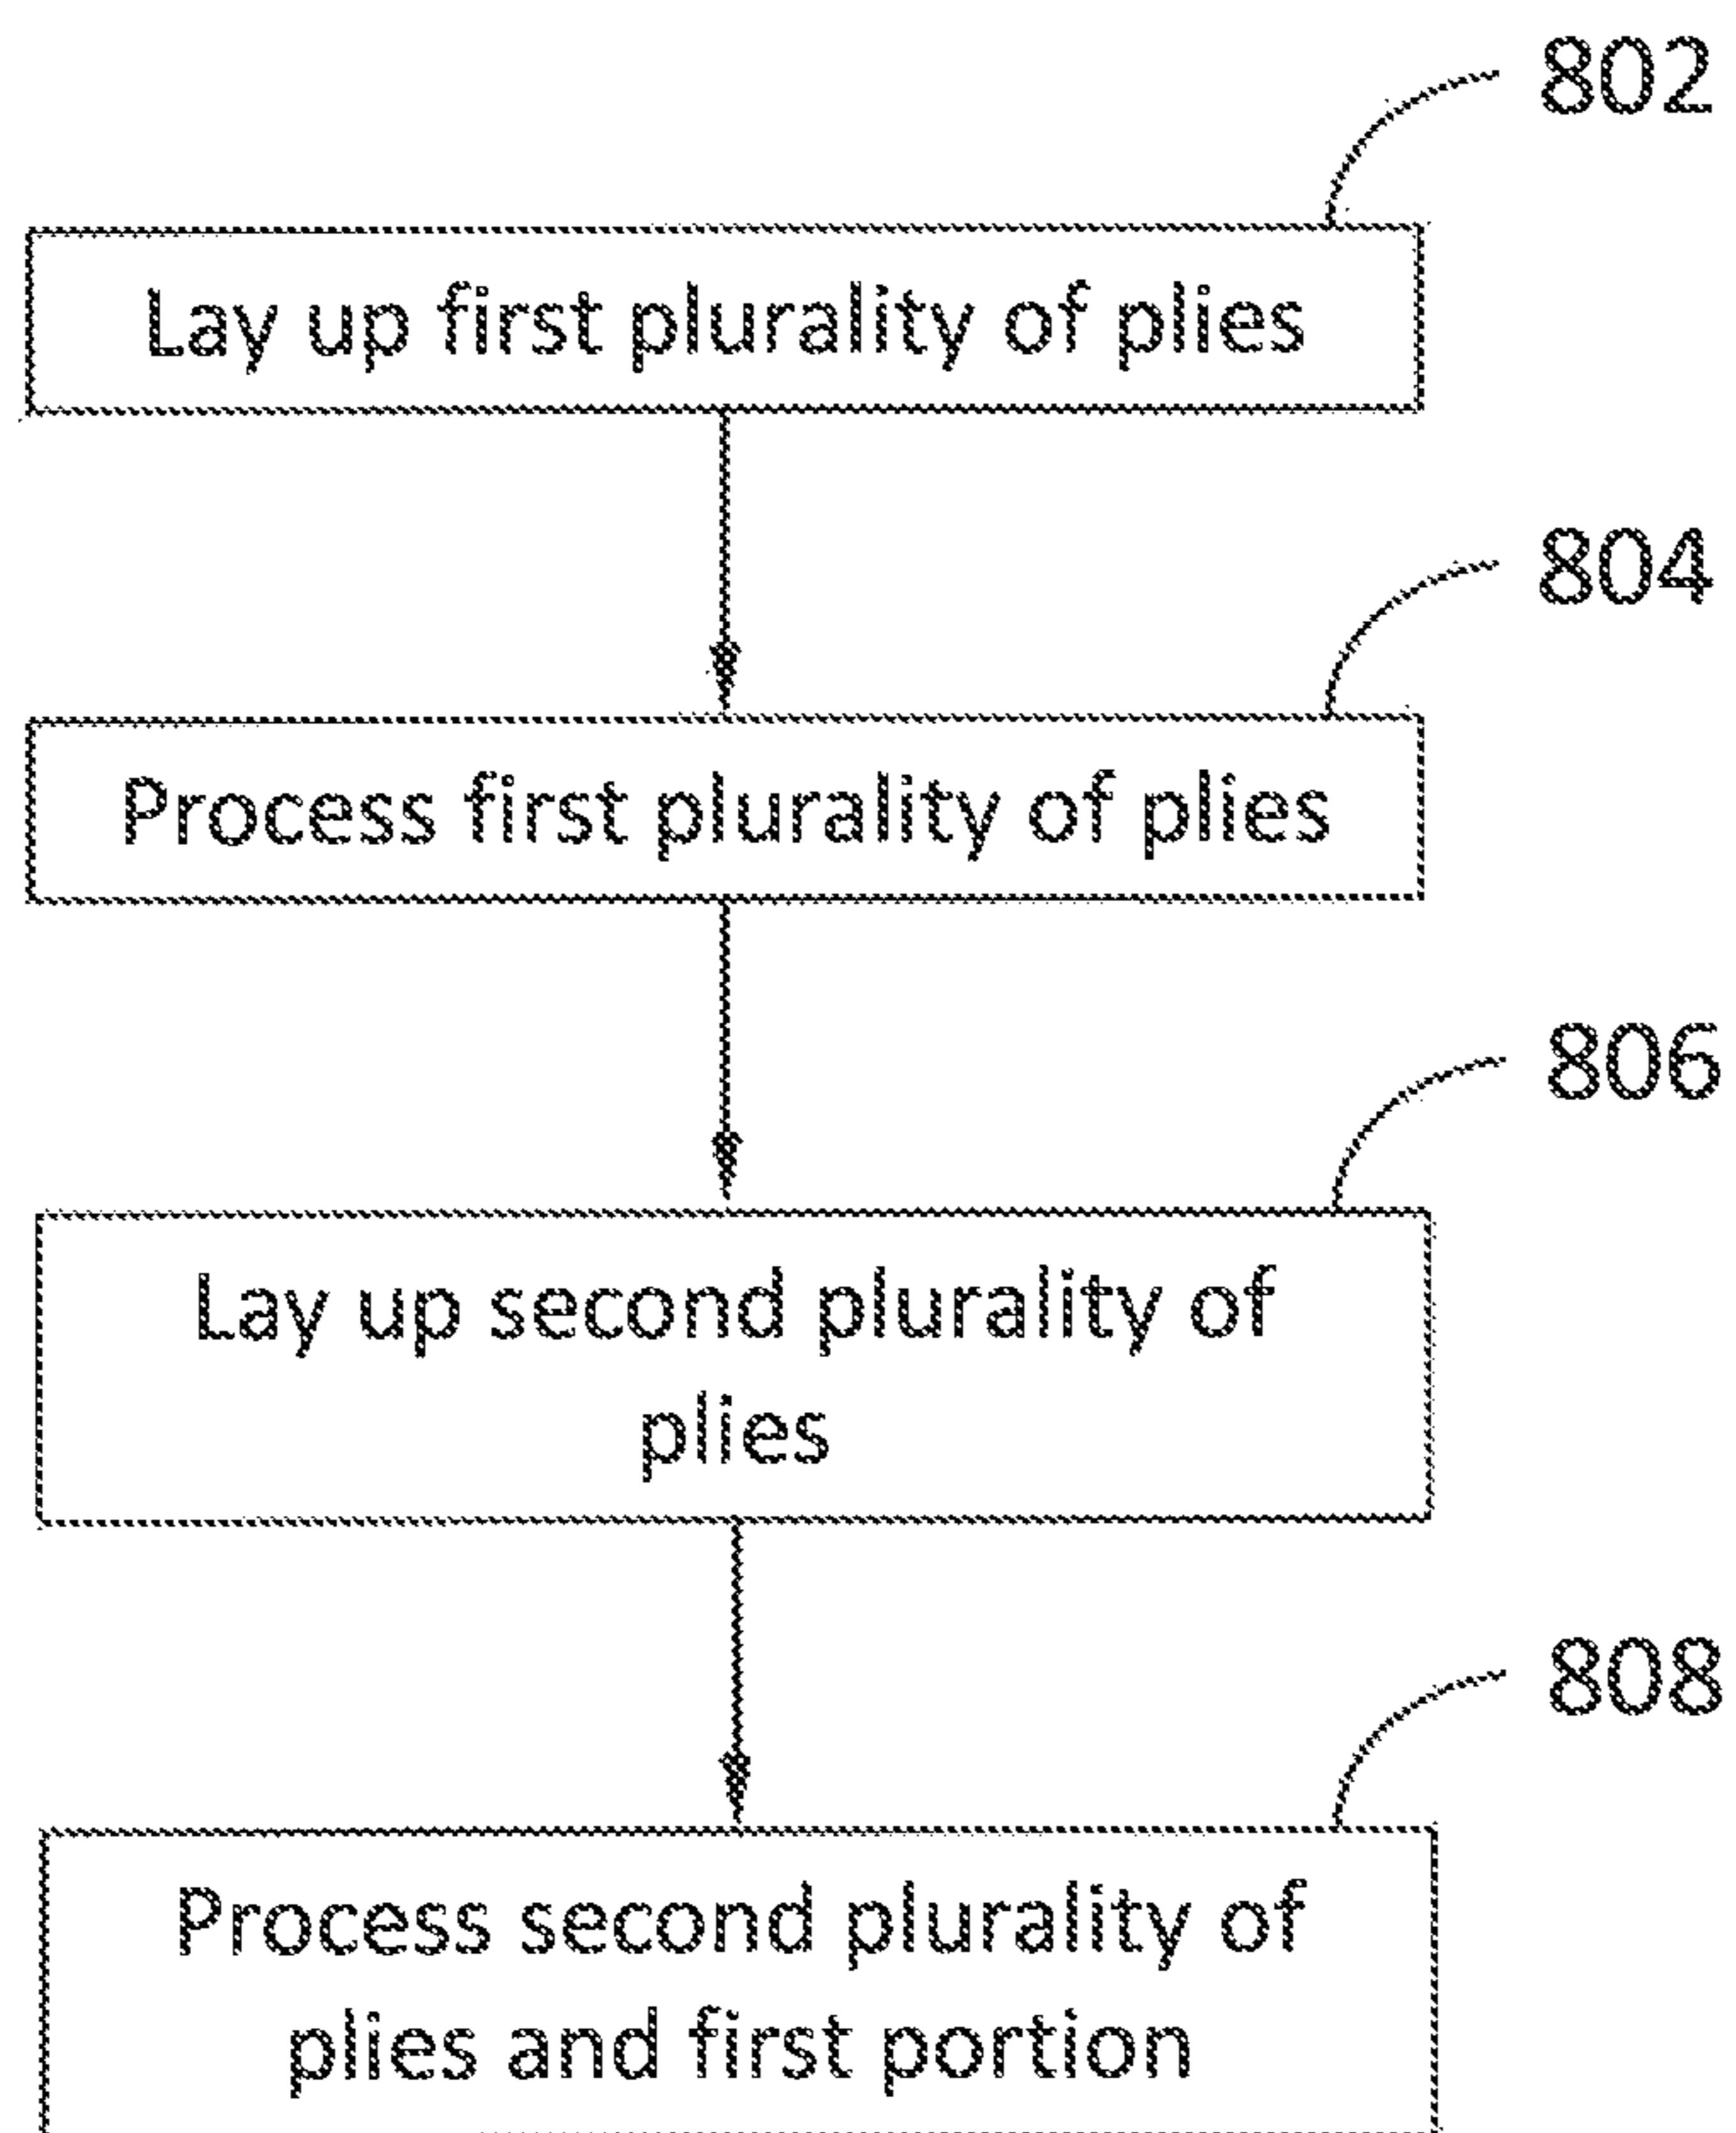 802
Lay up first plurality of plies
804
Process first plurality of plies
806
Lay up second plurality of
plies
808
Process second plurality of
plies and first portion